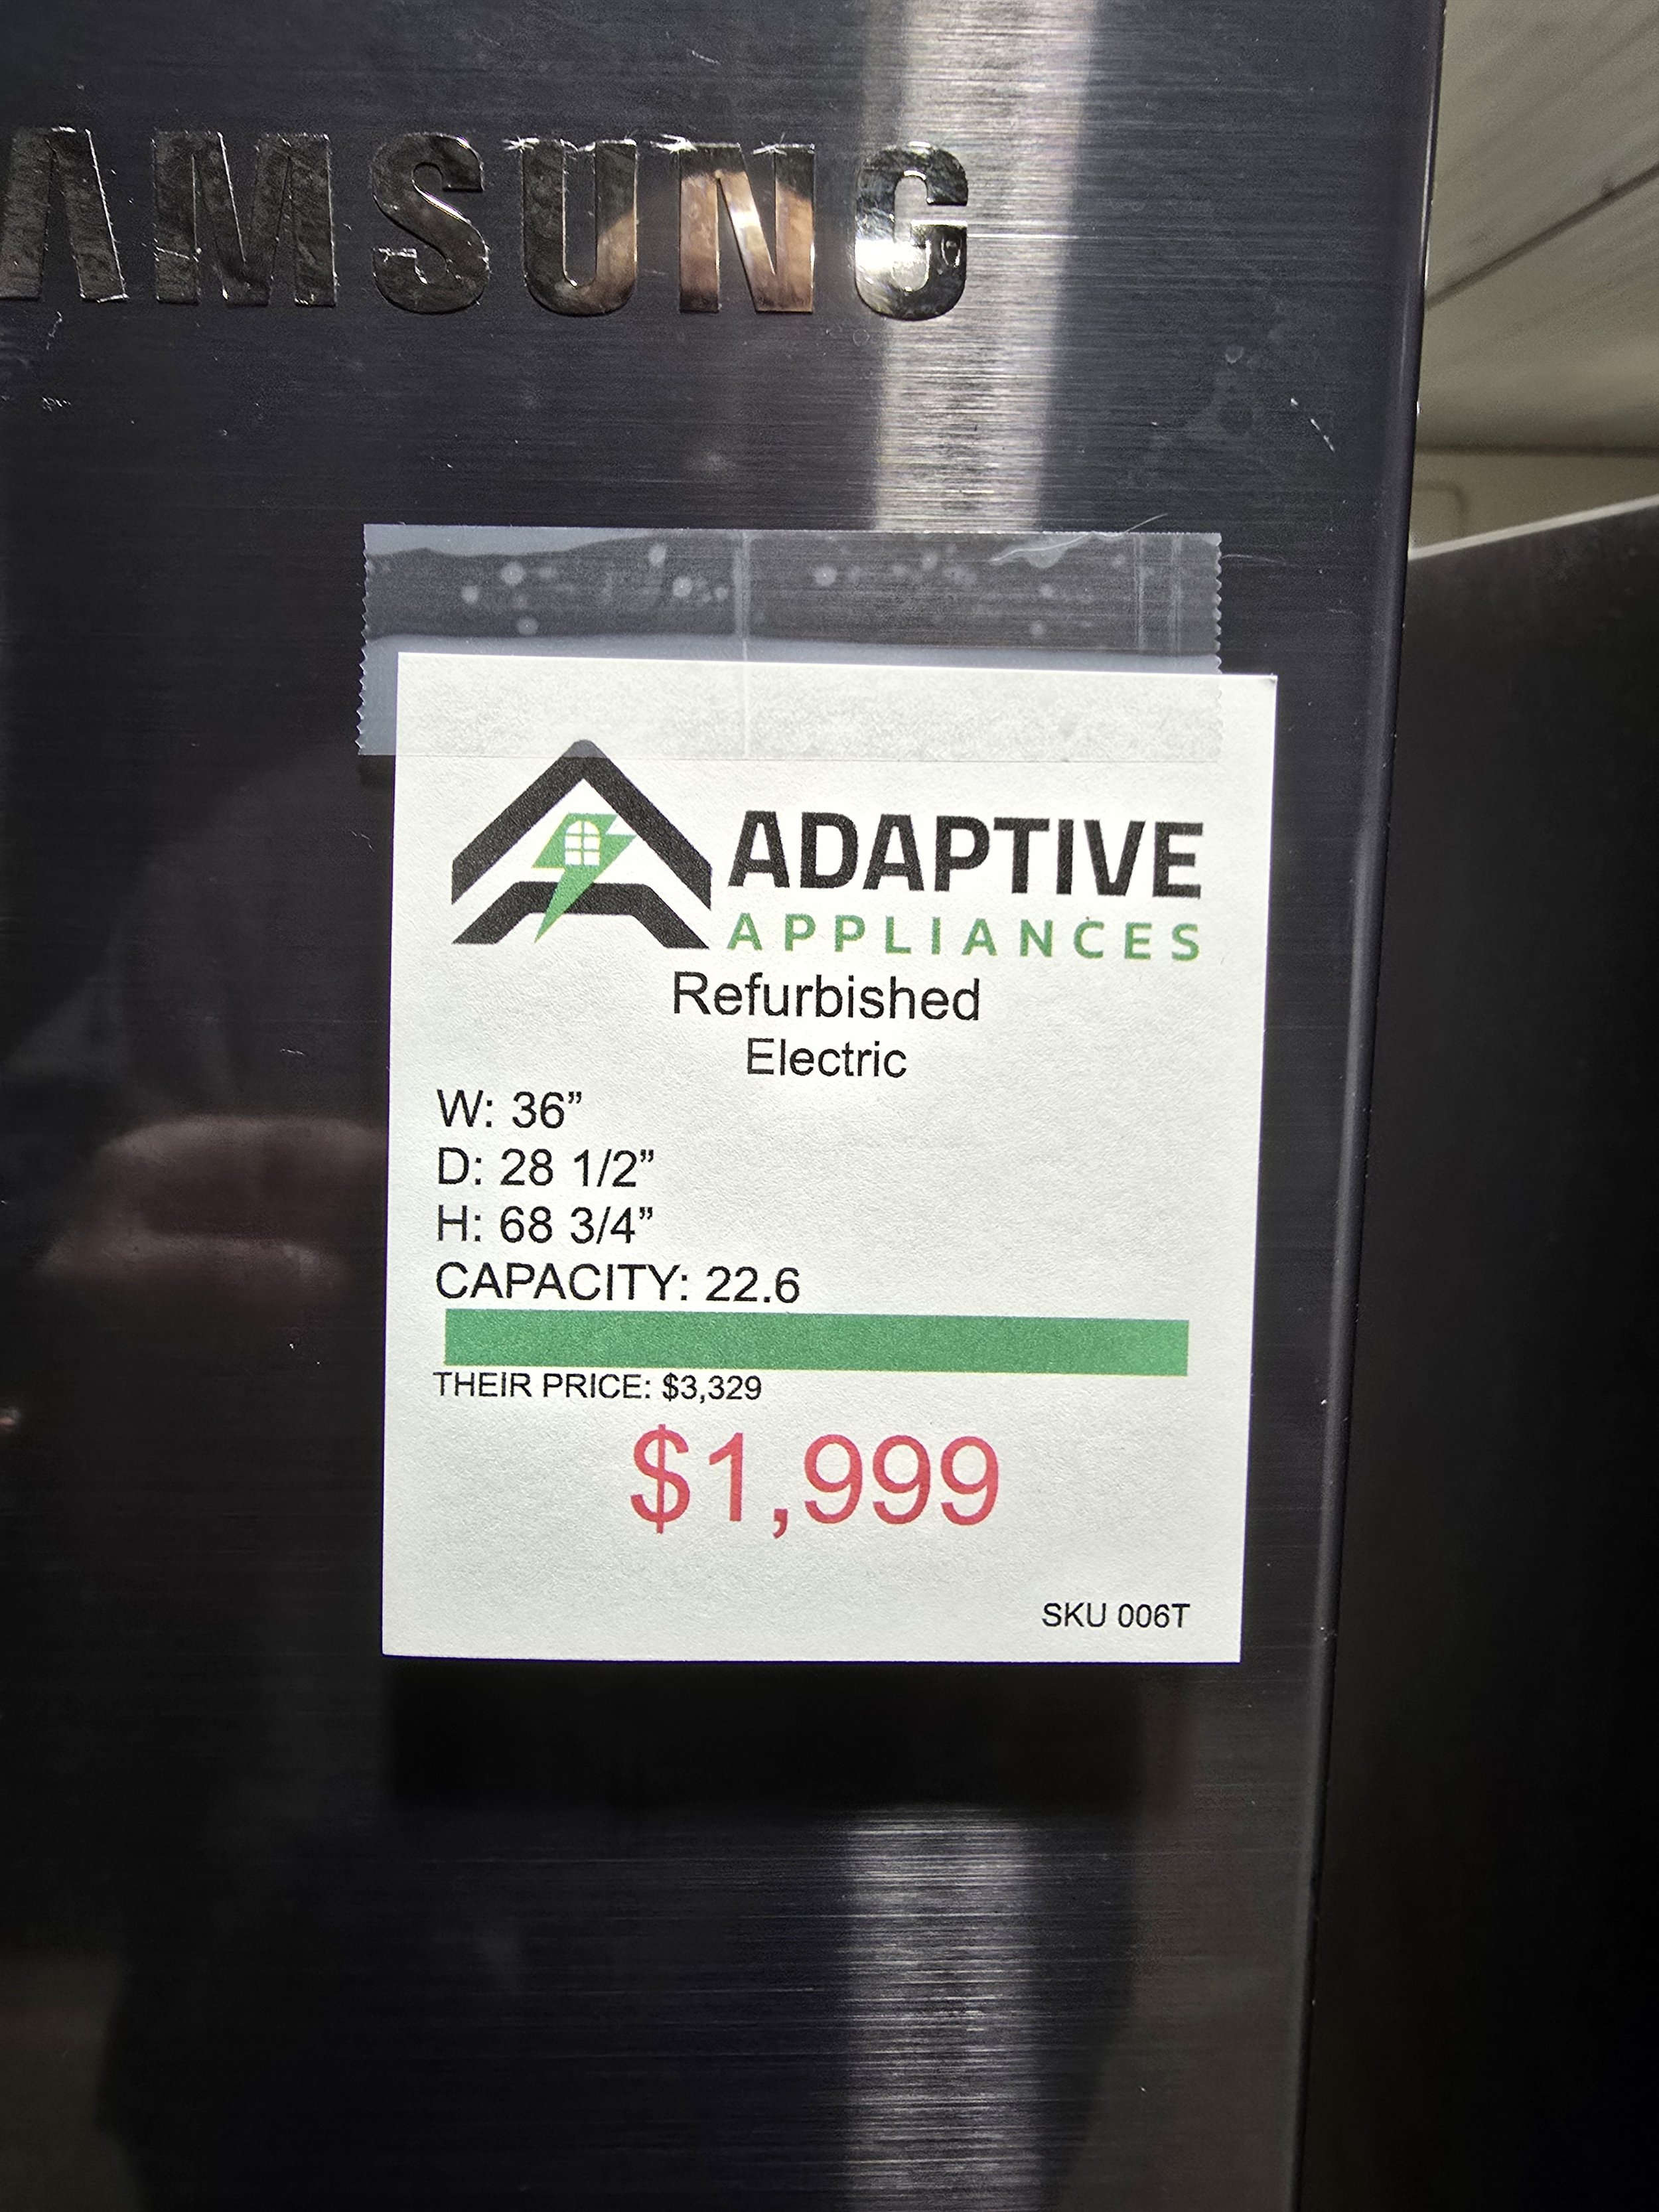 AMSUNG
ADAPTIVE
APPLIANCES
Refurbished
Electric
W: 36”
D: 28 1/2”
H: 68 3/4”
CAPACITY: 22.6
THEIR PRICE: $3,329
$1,999
SKU 006T